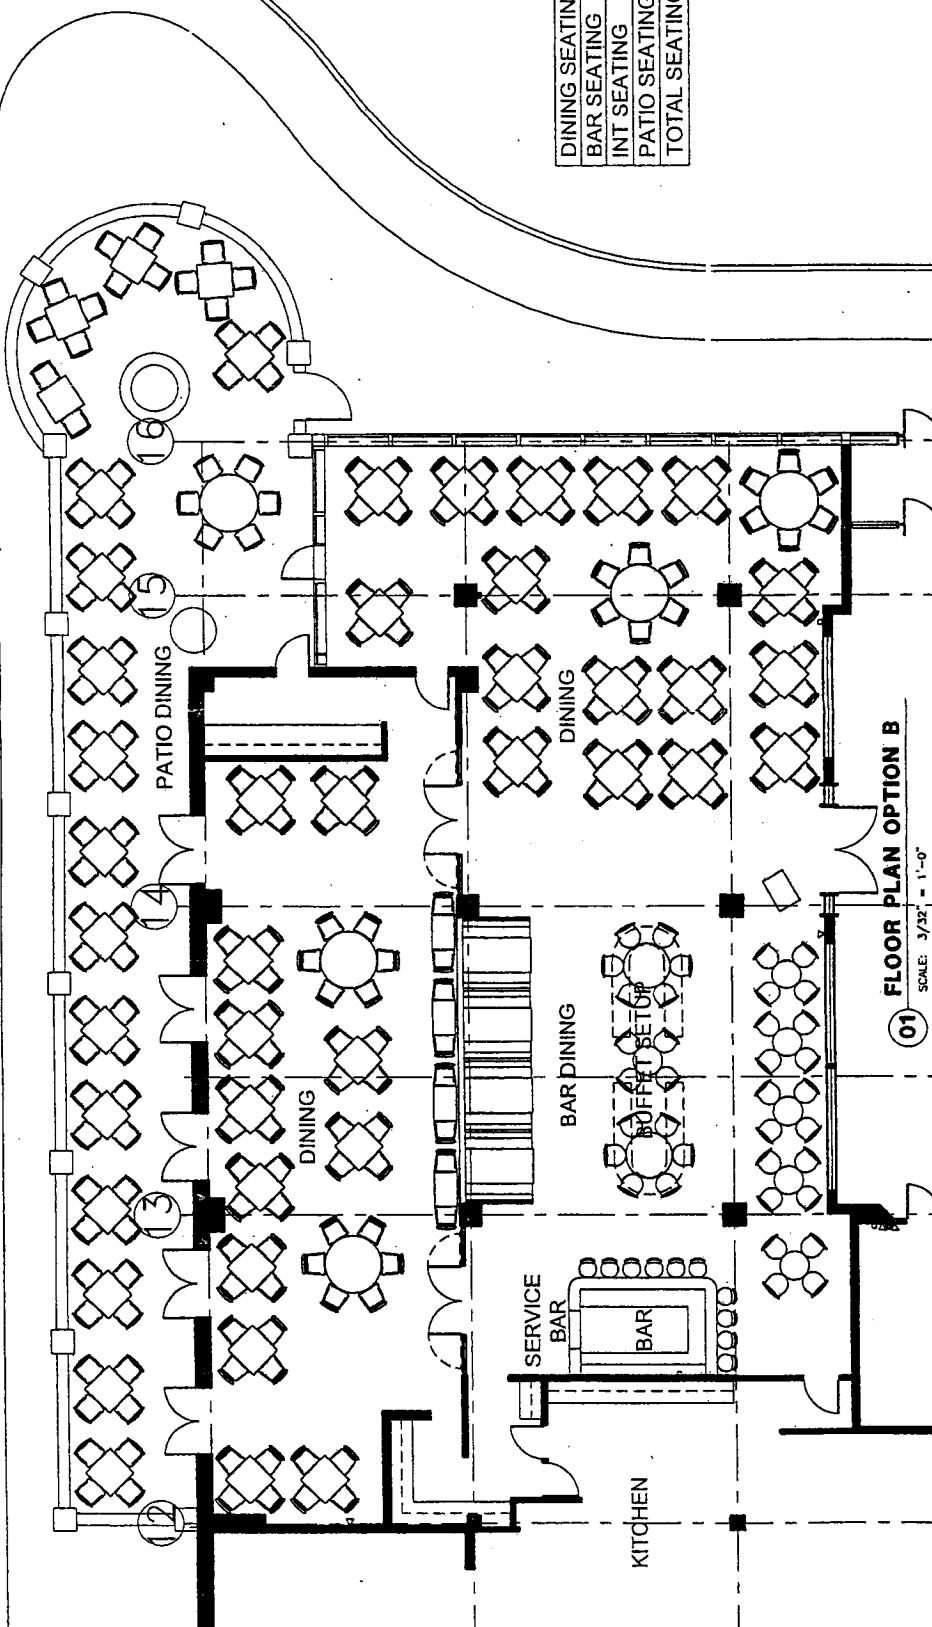 DINING SEATIN
BAR SEATING
INT SEATING
PATIO SEATING
TOTAL SEATING
16
15
PATIO DINING
14
13
12
DINING
DINING
BAR DINING
BUFFET SETUP
SERVICE
BAR
BAR
KITCHEN
01
FLOOR PLAN OPTION B
SCALE: 3/32" = 1'-0"